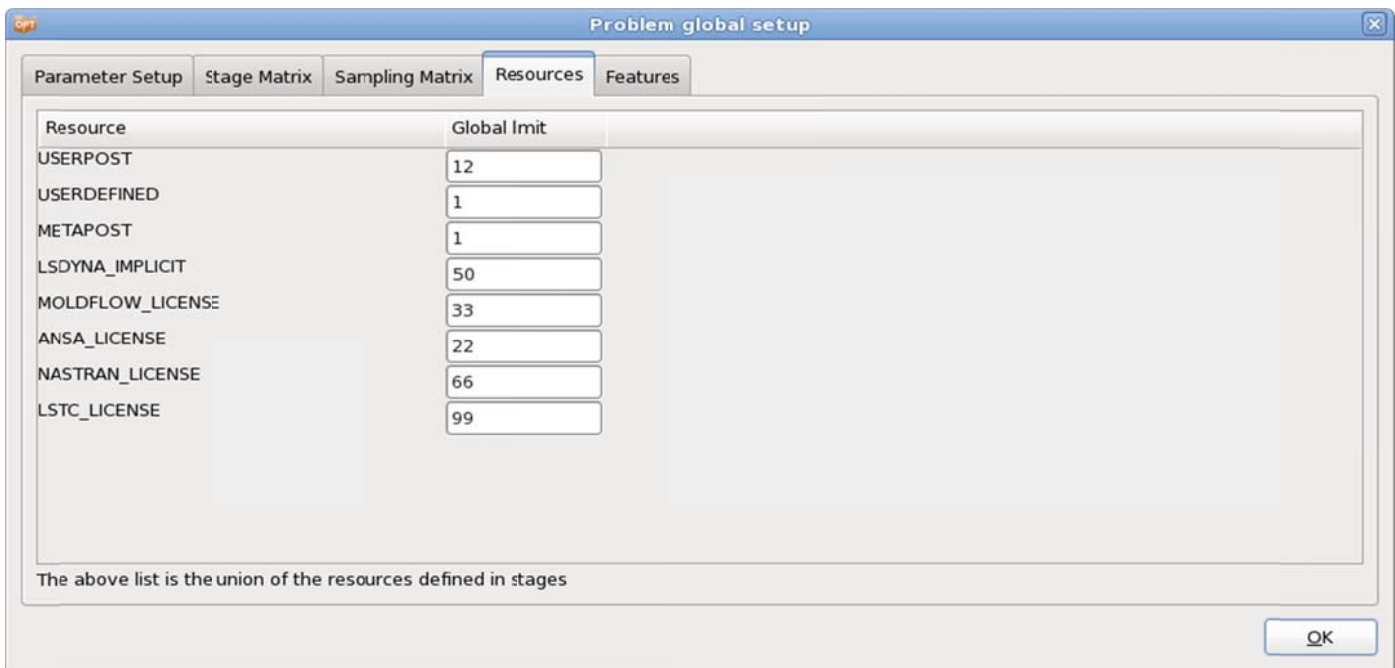 OPT Problem global setup
Parameter Setup Stage Matrix Sampling Matrix Resources Features
Resource Global lmit
USERPOST 12
USERDEFINED 1
METAPOST 1
LSDYNA_IMPLICIT 50
MOLDFLOW_LICENSE 33
ANSA_LICENSE 22
NASTRAN_LICENSE 66
LSTC_LICENSE 99
The above list is the union of the resources defined in stages
OK